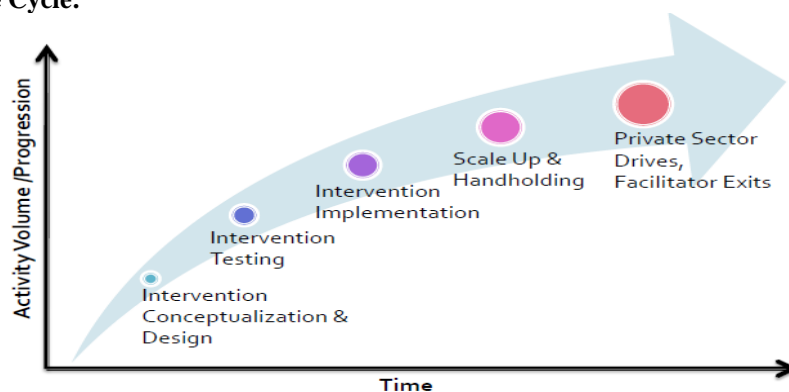 Cycle.
Activity Volume /Progression
Private Sector
Drives,
Facilitator Exits
Scale Up &
Handholding
Intervention
Implementation
Intervention
Testing
Intervention
Conceptualization &
Design
Time